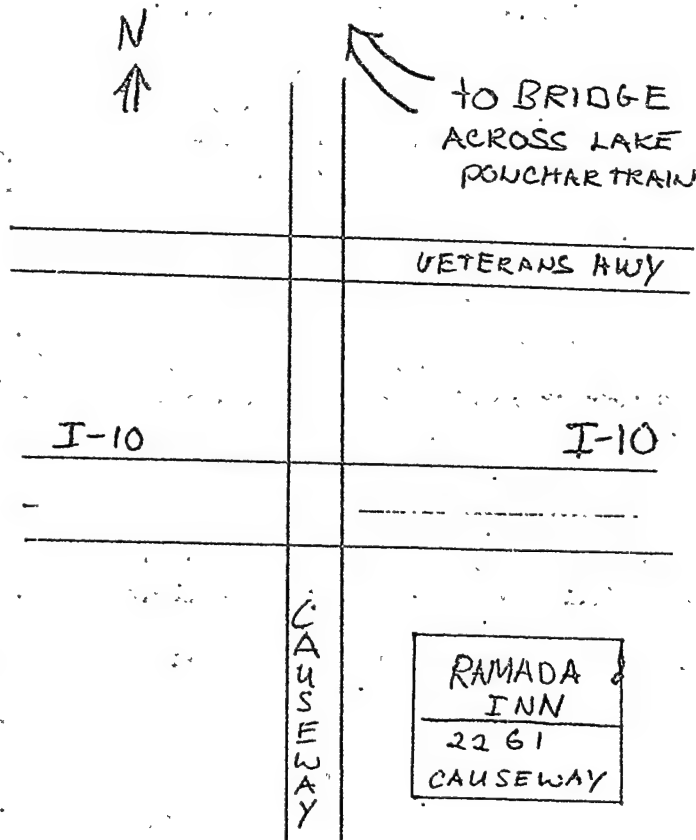 N
to BRIDGE
ACROSS LAKE
PONCHARTRAIN
VETERANS HWY
I-10 I-10
CAUSEWAY
RAMADA
INN
2261
CAUSEWAY